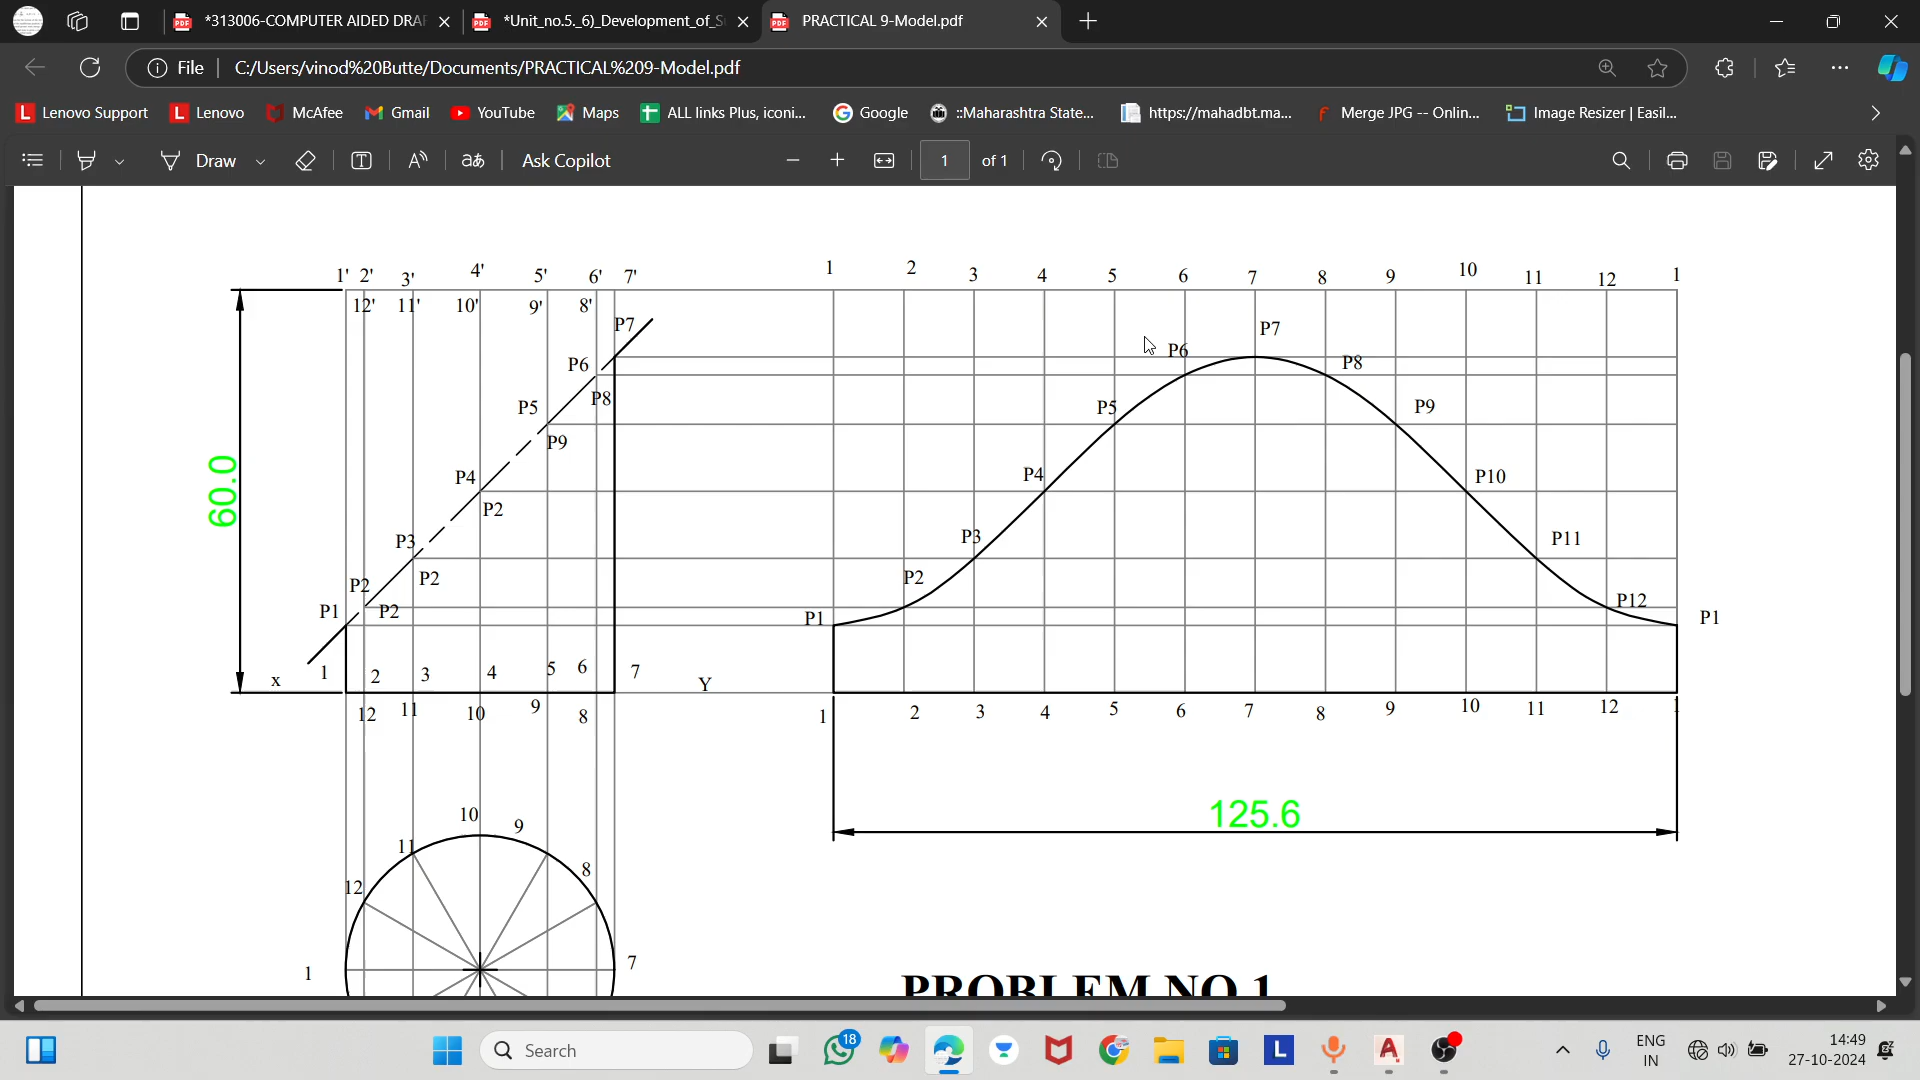 *313006-COMPUTER AIDED DRAF
*Unit_no.5._6)_Development_of_S
PRACTICAL 9-Model.pdf
File
C:/Users/vinod%20Butte/Documents/PRACTICAL%209-Model.pdf
Lenovo Support
Lenovo
McAfee
Gmail
YouTube
Maps
ALL links Plus, iconi...
Google
::Maharashtra State...
https://mahadbt.ma...
Merge JPG -- Onlin...
Image Resizer | Easil...
Draw
Ask Copilot
1 of 1
1' 2' 3' 4' 5' 6' 7'
12' 11' 10' 9' 8'
1 2 3 4 5 6 7 8 9 10 11 12 1
P7
P6
P8
P5
P9
P4
P2
P3
P2
P2
P1
P2
60.0
x
1 2 3 4 5 6 7
Y
12 11 10 9 8
P7
P6
P8
P5
P9
P4
P10
P3
P11
P2
P12
P1
P1
1 2 3 4 5 6 7 8 9 10 11 12 1
125.6
10
9
11
8
12
1
7
PROBLEM NO.1
Search
18
ENG
IN
14:49
27-10-2024